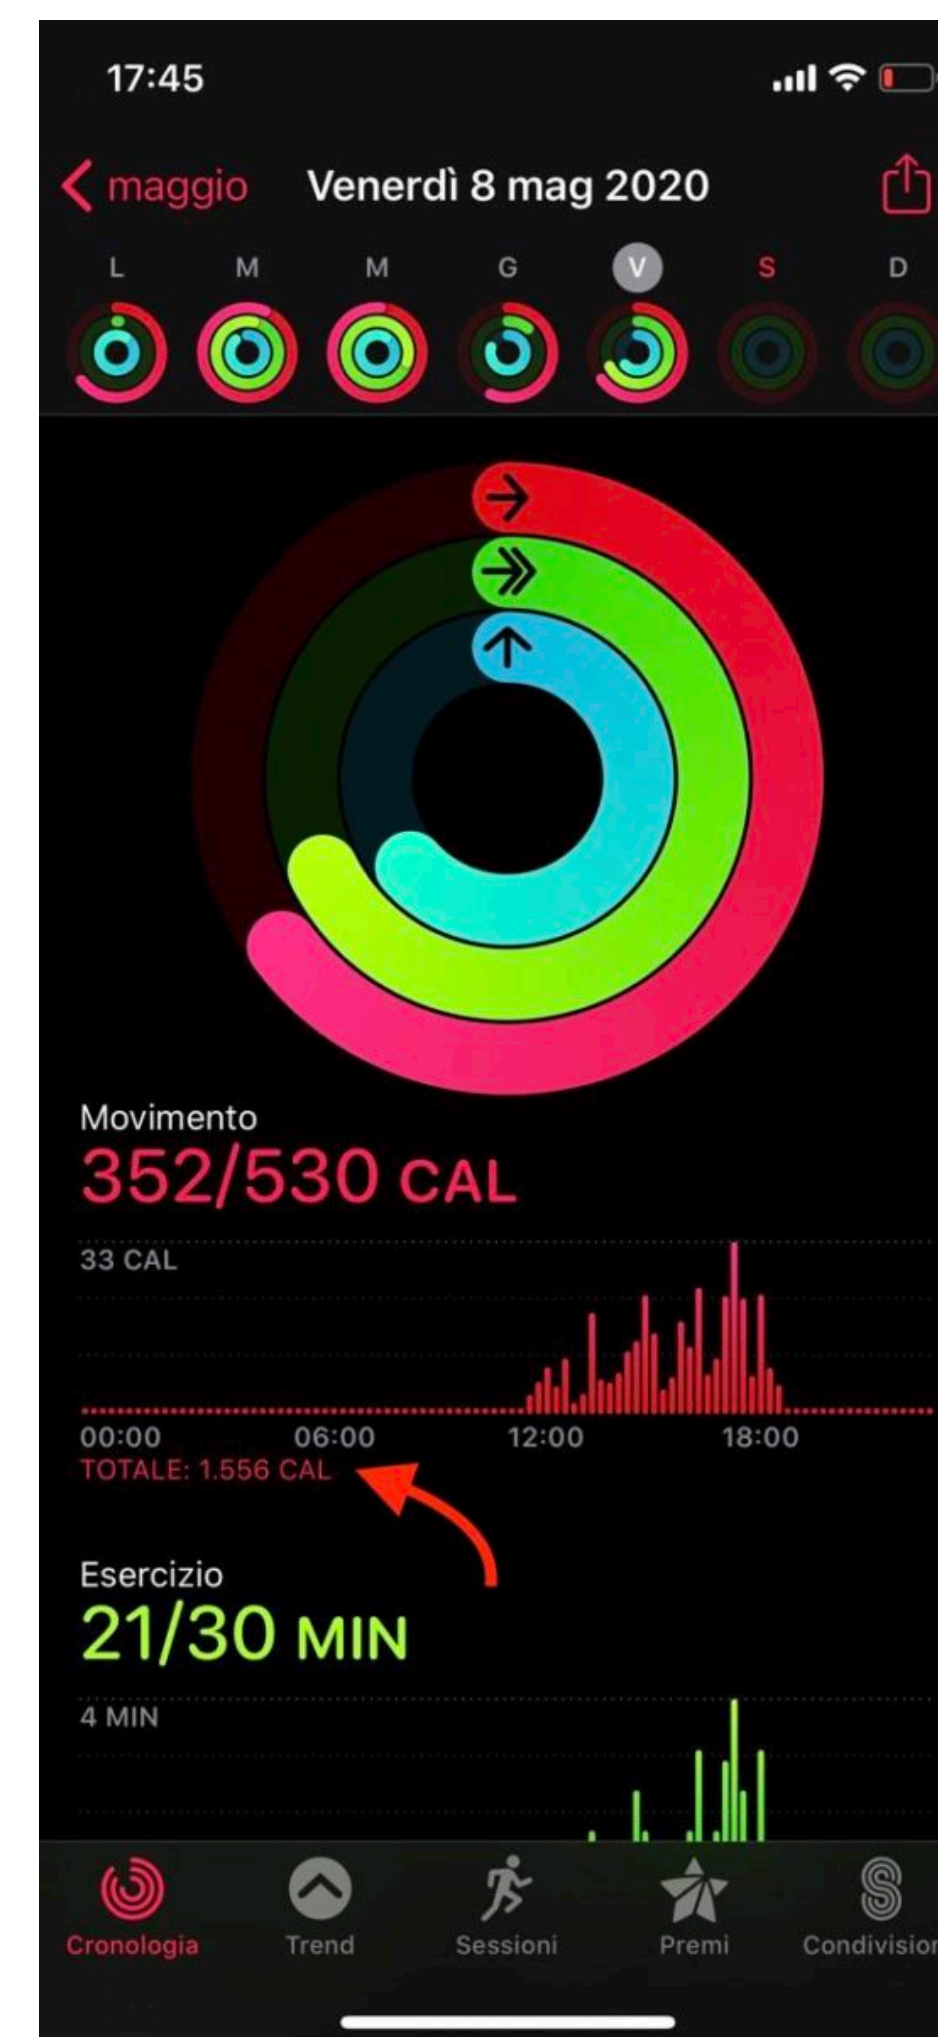 17:45
maggio Venerdì 8 mag 2020
L M M G V S D
Movimento
352/530 CAL
33 CAL
00:00 06:00 12:00 18:00
TOTALE: 1.556 CAL
Esercizio
21/30 MIN
4 MIN
Cronologia Trend Sessioni Premi Condivision